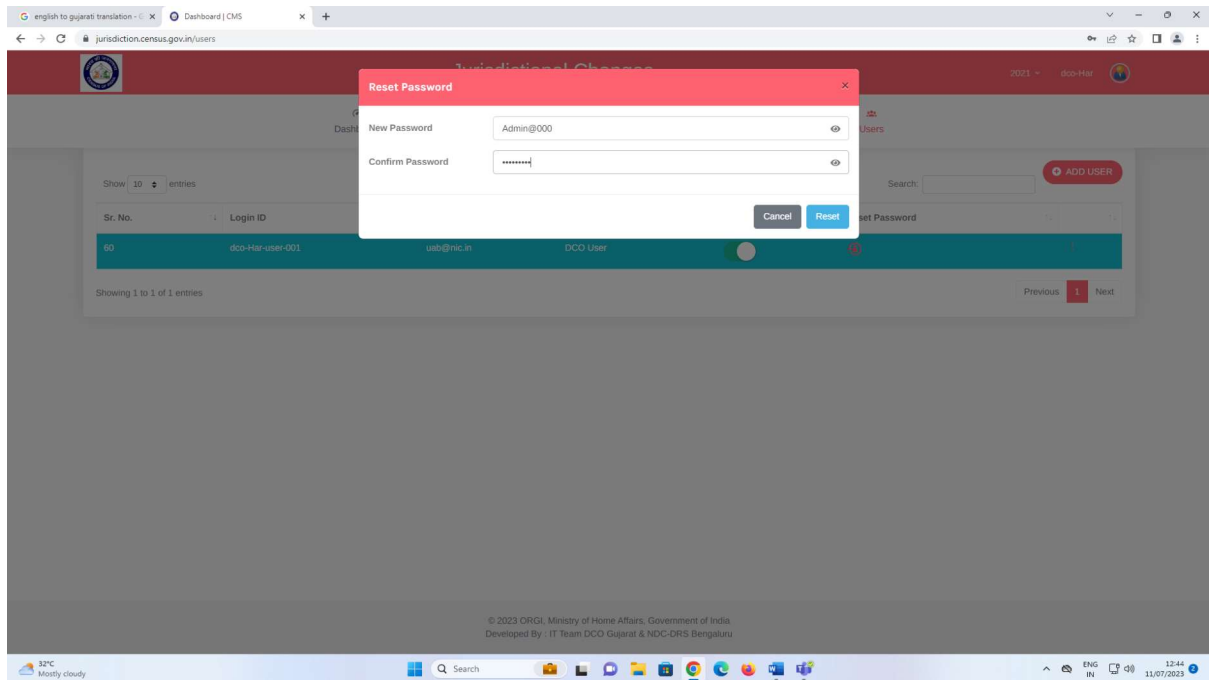 english to gujarati translation - G
Dashboard | CMS
jurisdiction.census.gov.in/users
Jurisdictional Changes
2021
dco-Har
Reset Password
×
Dashb
Users
New Password
Admin@000
Confirm Password
•••••••••
Cancel
Reset
ADD USER
Show 10 entries
Search:
Sr. No.
Login ID
set Password
60
dco-Har-user-001
uab@nic.in
DCO User
Showing 1 to 1 of 1 entries
Previous 1 Next
© 2023 ORGI, Ministry of Home Affairs, Government of India
Developed By : IT Team DCO Gujarat & NDC-DRS Bengaluru
32°C
Mostly cloudy
Search
ENG
IN
12:44
11/07/2023
2